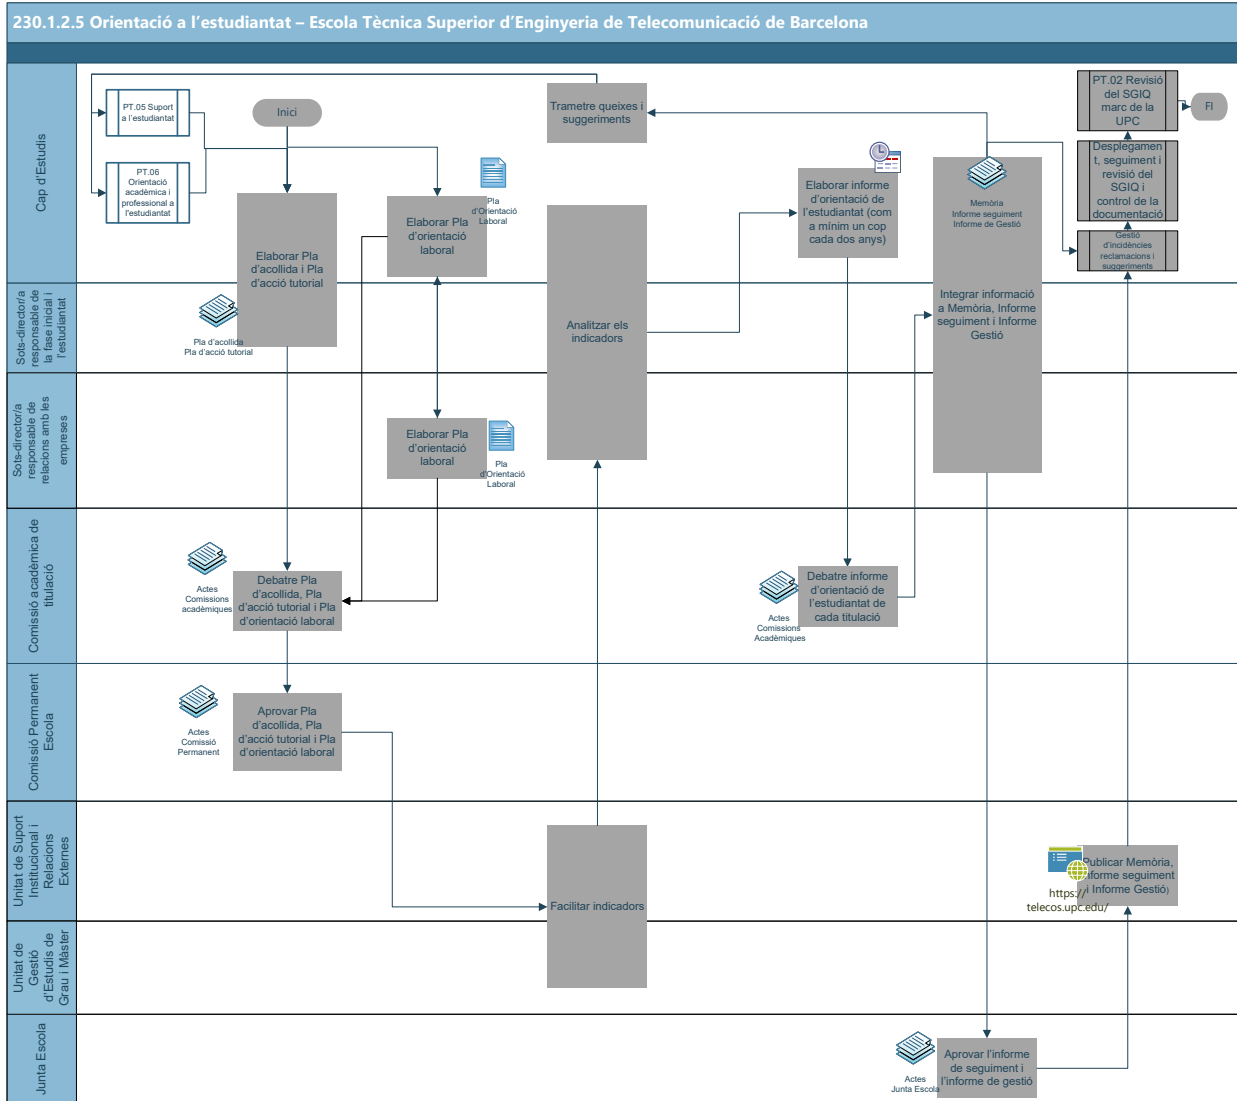 230.1.2.5 Orientació a l’estudiantat – Escola Tècnica Superior d’Enginyeria de Telecomunicació de Barcelona
Cap d’Estudis
PT.05 Suport
a l’estudiantat
PT.06
Orientació
acadèmica i
professional a
l’estudiantat
Inici
Elaborar Pla
d’acollida i Pla
d’acció tutorial
Elaborar Pla
d’orientació
laboral
Pla
d’Orientació
Laboral
Trametre queixes i
suggeriments
Analitzar els
indicadors
Elaborar informe
d’orientació de
l’estudiantat (com
a mínim un cop
cada dos anys)
Memòria
Informe seguiment
Informe de Gestió
Integrar informació
a Memòria, Informe
seguiment i Informe
Gestió
PT.02 Revisió
del SGIQ
marc de la
UPC
FI
Desplegamen
t, seguiment i
revisió del
SGIQ i
control de la
documentació
Gestió
d’incidències
reclamacions i
suggeriments
Sots-director/a
responsable de
la fase inicial i
l’estudiantat
Pla d’acollida
Pla d’acció tutorial
Sots-director/a
responsable de
relacions amb les
empreses
Elaborar Pla
d’orientació
laboral
Pla
d’Orientació
Laboral
Comissió acadèmica de
titulació
Actes
Comissions
acadèmiques
Debatre Pla
d’acollida, Pla
d’acció tutorial i Pla
d’orientació laboral
Actes
Comissions
Acadèmiques
Debatre informe
d’orientació de
l’estudiantat de
cada titulació
Comissió Permanent
Escola
Actes
Comissió
Permanent
Aprovar Pla
d’acollida, Pla
d’acció tutorial i Pla
d’orientació laboral
Unitat de Suport
Institucional i
Relacions
Externes
Facilitar indicadors
Publicar Memòria,
Informe seguiment
i Informe Gestió)
https://
telecos.upc.edu/
Unitat de
Gestió
d’Estudis de
Grau i Màster
Junta Escola
Actes
Junta Escola
Aprovar l’informe
de seguiment i
l’informe de gestió